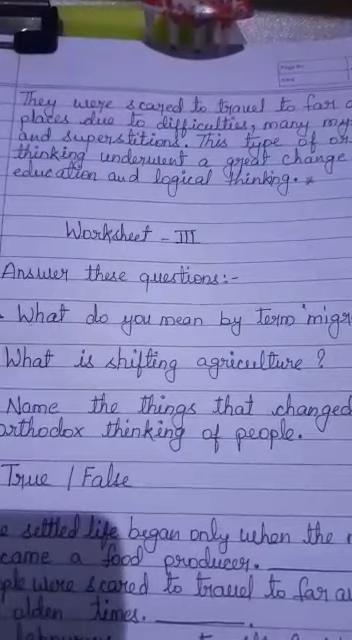 They were scared to travel to far
places due to difficulties, many
and superstitions. This type of
thinking underwent a great change
education and logical thinking.
Worksheet - III
Answer these questions:-
What do you mean by term "migr
What is shifting agriculture ?
Name the things that changed
orthodox thinking of people.
True / False
e settled life began only when the
came a food producer. ______
ple were scared to travel to far
olden times. ______.